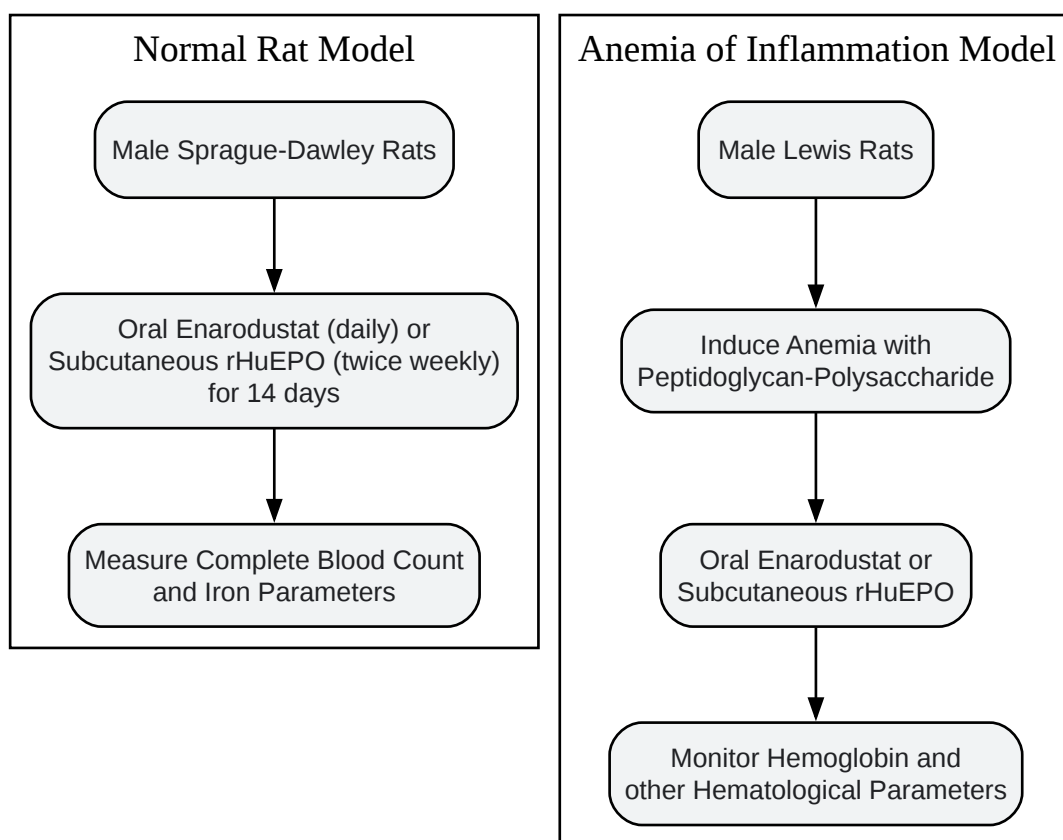 Normal Rat Model
Male Sprague-Dawley Rats
Oral Enarodustat (daily) or
Subcutaneous rHuEPO (twice weekly)
for 14 days
Measure Complete Blood Count
and Iron Parameters
Anemia of Inflammation Model
Male Lewis Rats
Induce Anemia with
Peptidoglycan-Polysaccharide
Oral Enarodustat or
Subcutaneous rHuEPO
Monitor Hemoglobin and
other Hematological Parameters